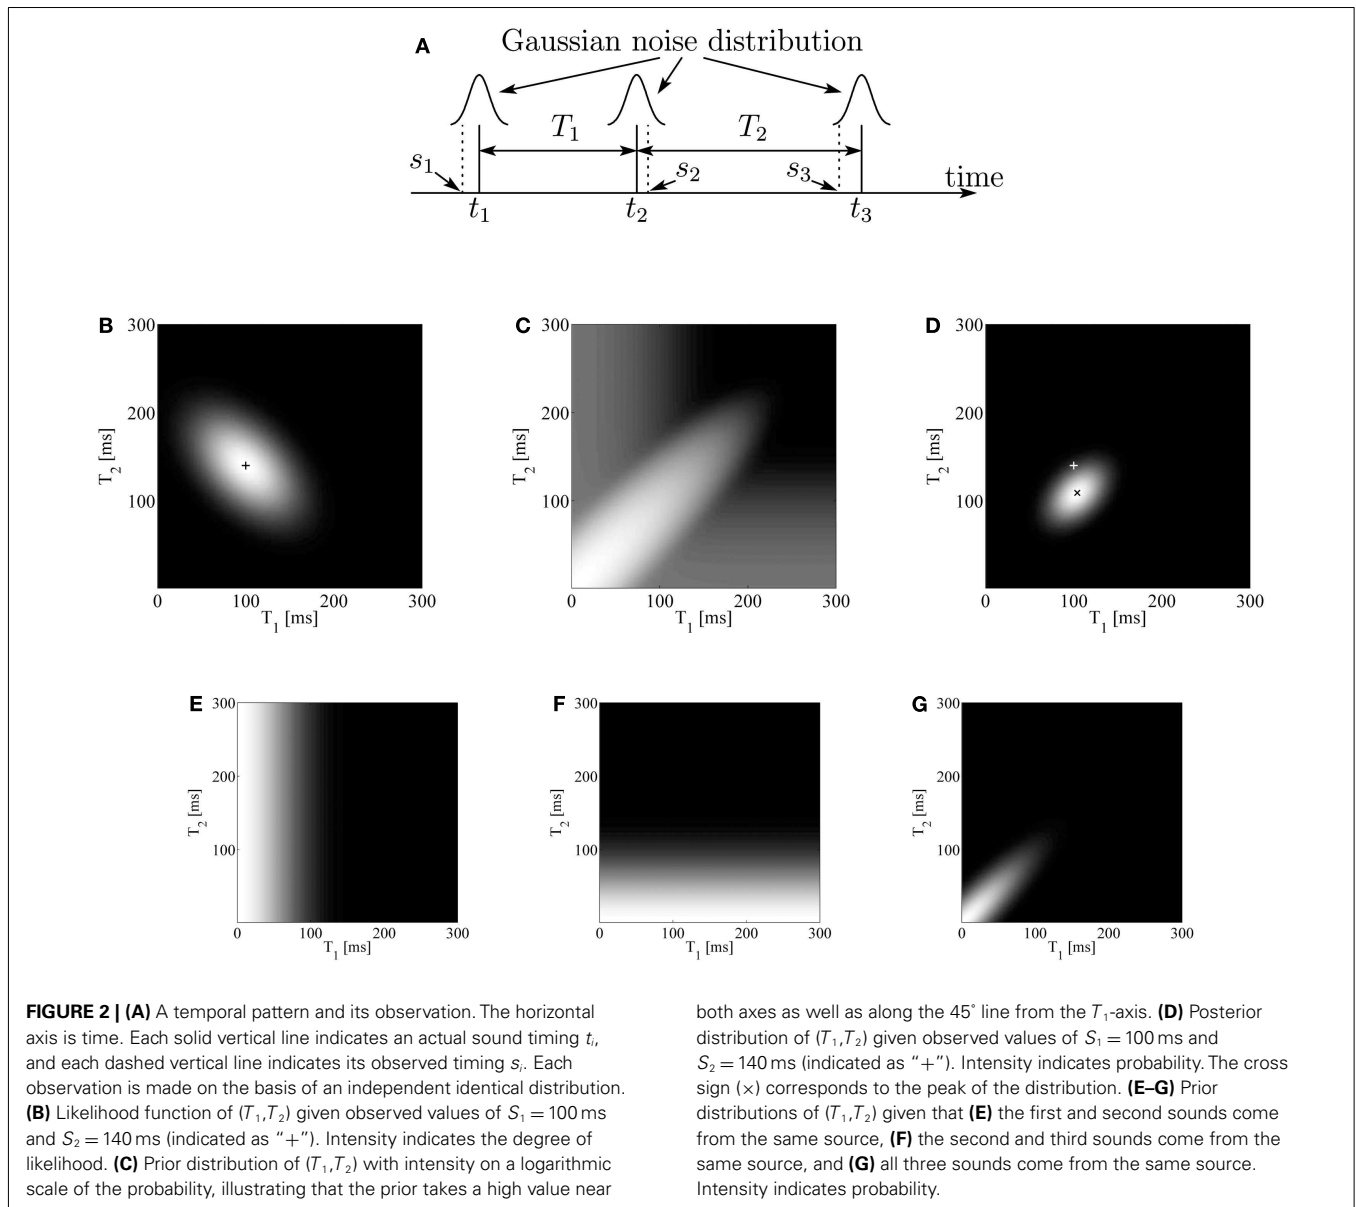 A
Gaussian noise distribution
T₁
T₂
s₁
s₂
s₃
time
t₁
t₂
t₃
B
300
200
100
T₂ [ms]
0 100 200 300
T₁ [ms]
C
300
200
100
T₂ [ms]
0 100 200 300
T₁ [ms]
D
300
200
100
T₂ [ms]
0 100 200 300
T₁ [ms]
E
300
200
100
T₂ [ms]
0 100 200 300
T₁ [ms]
F
300
200
100
T₂ [ms]
0 100 200 300
T₁ [ms]
G
300
200
100
T₂ [ms]
0 100 200 300
T₁ [ms]
FIGURE 2 | (A) A temporal pattern and its observation. The horizontal
axis is time. Each solid vertical line indicates an actual sound timing tᵢ,
and each dashed vertical line indicates its observed timing sᵢ. Each
observation is made on the basis of an independent identical distribution.
(B) Likelihood function of (T₁,T₂) given observed values of S₁ = 100 ms
and S₂ = 140 ms (indicated as “+”). Intensity indicates the degree of
likelihood. (C) Prior distribution of (T₁,T₂) with intensity on a logarithmic
scale of the probability, illustrating that the prior takes a high value near
both axes as well as along the 45° line from the T₁-axis. (D) Posterior
distribution of (T₁,T₂) given observed values of S₁ = 100 ms and
S₂ = 140 ms (indicated as “+”). Intensity indicates probability. The cross
sign (×) corresponds to the peak of the distribution. (E–G) Prior
distributions of (T₁,T₂) given that (E) the first and second sounds come
from the same source, (F) the second and third sounds come from the
same source, and (G) all three sounds come from the same source.
Intensity indicates probability.